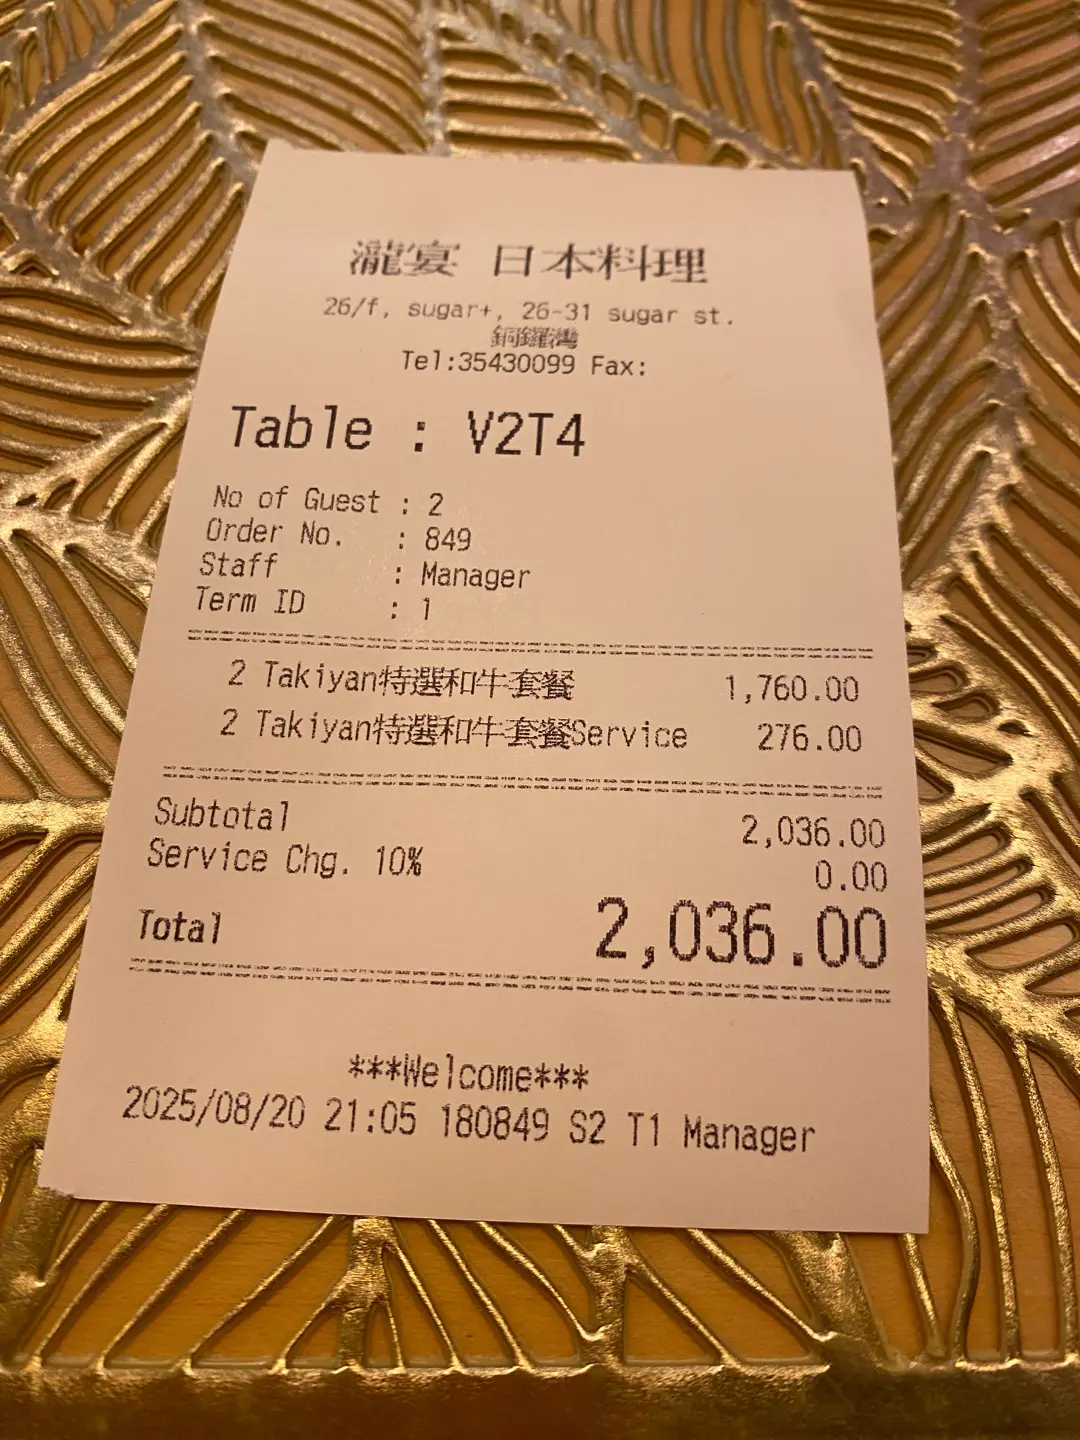 瀧宴 日本料理
26/f, sugar+, 26-31 sugar st.
銅鑼灣
Tel:35430099 Fax:
Table : V2T4
No of Guest : 2
Order No. : 849
Staff : Manager
Term ID : 1
2 Takiyan特選和牛套餐 1,760.00
2 Takiyan特選和牛套餐Service 276.00
Subtotal 2,036.00
Service Chg. 10% 0.00
Total 2,036.00
***Welcome***
2025/08/20 21:05 180849 S2 T1 Manager